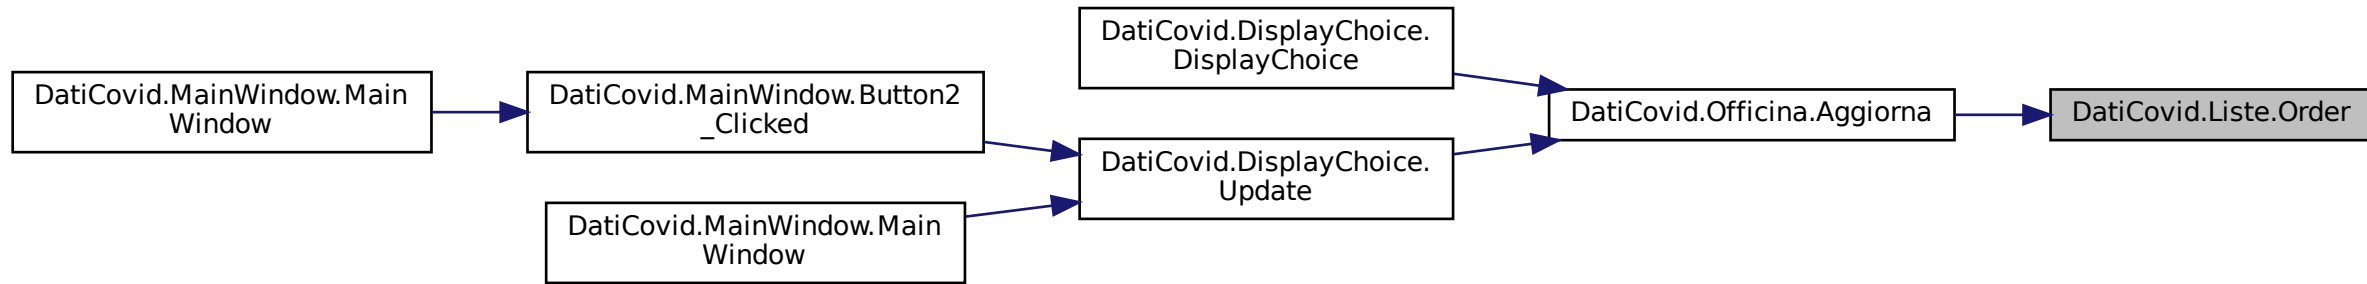 DatiCovid.MainWindow.Main
Window
DatiCovid.MainWindow.Button2
_Clicked
DatiCovid.MainWindow.Main
Window
DatiCovid.DisplayChoice.
DisplayChoice
DatiCovid.DisplayChoice.
Update
DatiCovid.Officina.Aggiorna
DatiCovid.Liste.Order